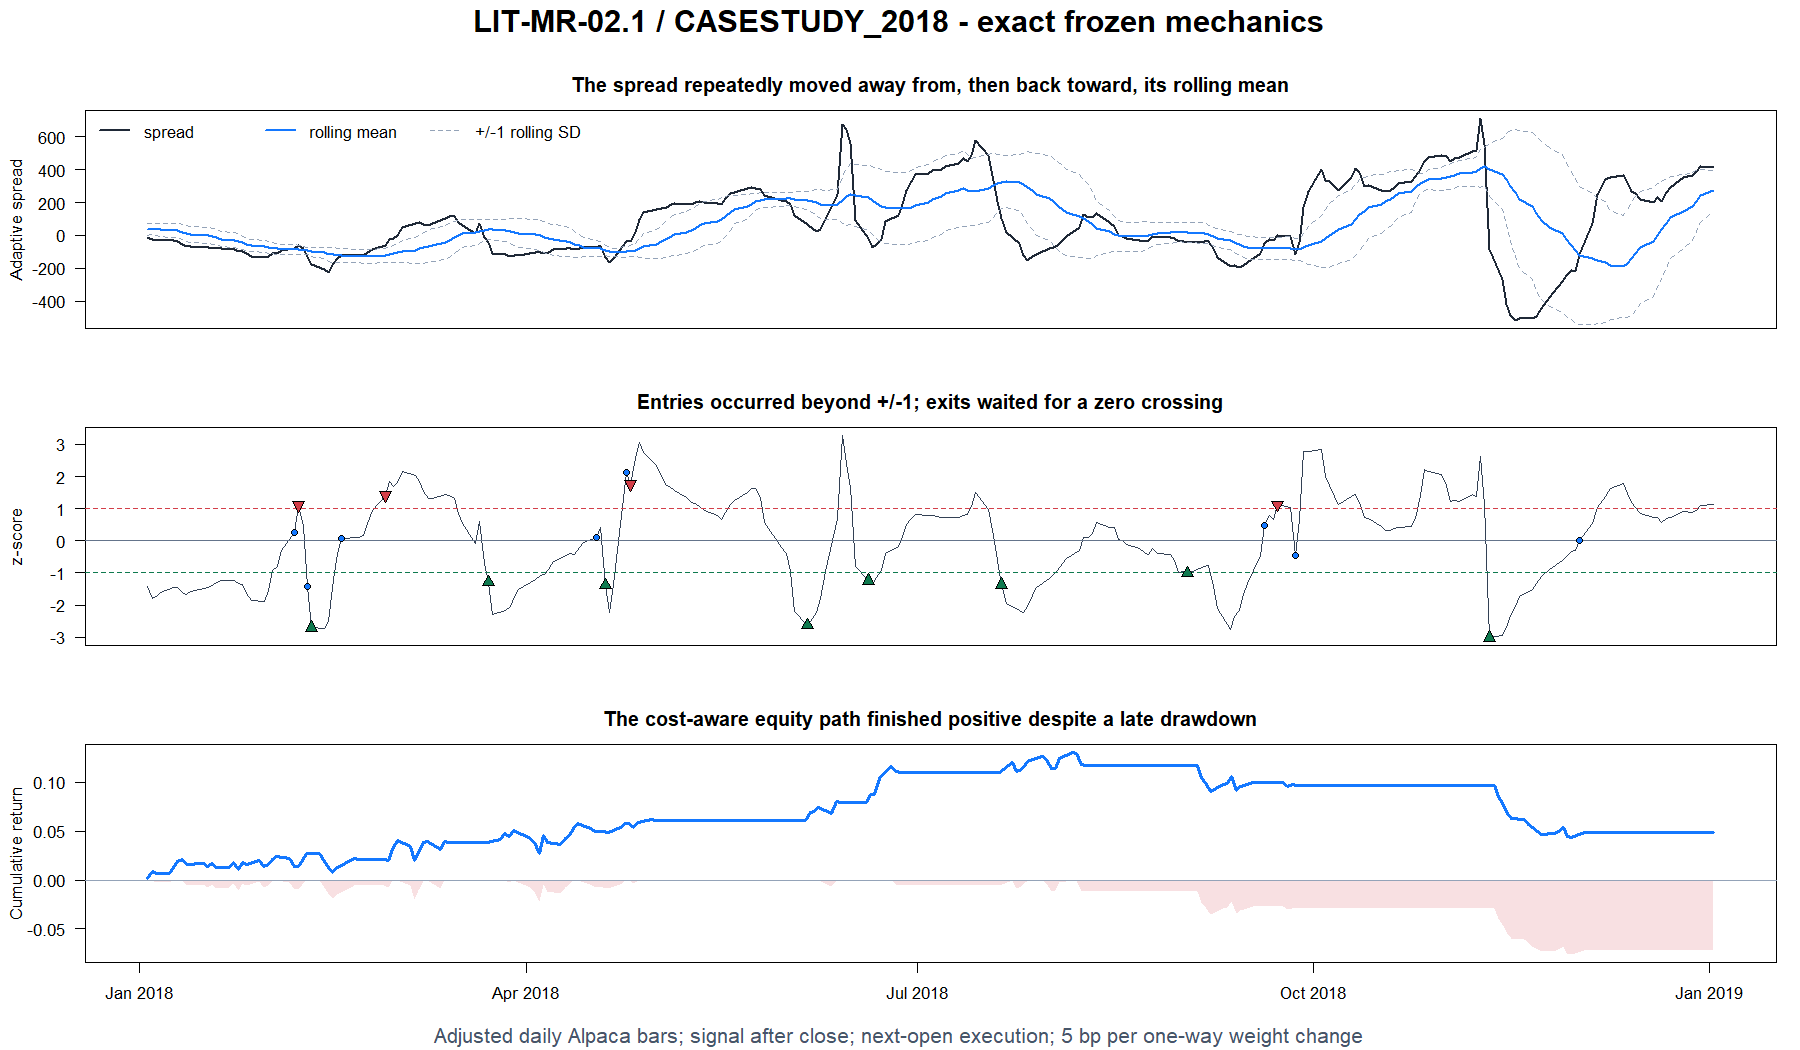 LIT-MR-02.1 / CASESTUDY_2018 - exact frozen mechanics
The spread repeatedly moved away from, then back toward, its rolling mean
spread
rolling mean
+/-1 rolling SD
Adaptive spread
600
400
200
0
-200
-400
Entries occurred beyond +/-1; exits waited for a zero crossing
z-score
3
2
1
0
-1
-2
-3
The cost-aware equity path finished positive despite a late drawdown
Cumulative return
0.10
0.05
0.00
-0.05
Jan 2018
Apr 2018
Jul 2018
Oct 2018
Jan 2019
Adjusted daily Alpaca bars; signal after close; next-open execution; 5 bp per one-way weight change